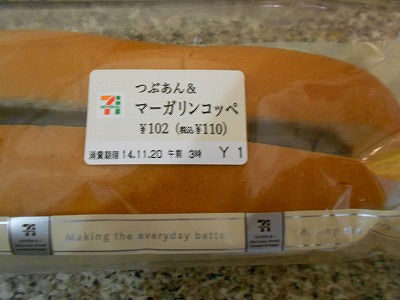 つぶあん＆
マーガリンコッペ
¥102 (税込¥110)
消費期限 14.11.20 午前 3時 Y 1
Making the everyday better